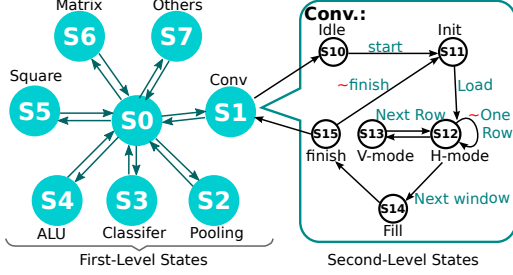 Matrix
Others
S6
S7
Square
Conv
S5
S0
S1
S4
S3
S2
ALU
Classifer
Pooling
First-Level States
Conv.:
Idle
Init
S10
start
S11
~finish
Load
Next Row
~One
Row
S15
S13
S12
finish
V-mode
H-mode
Next window
S14
Fill
Second-Level States